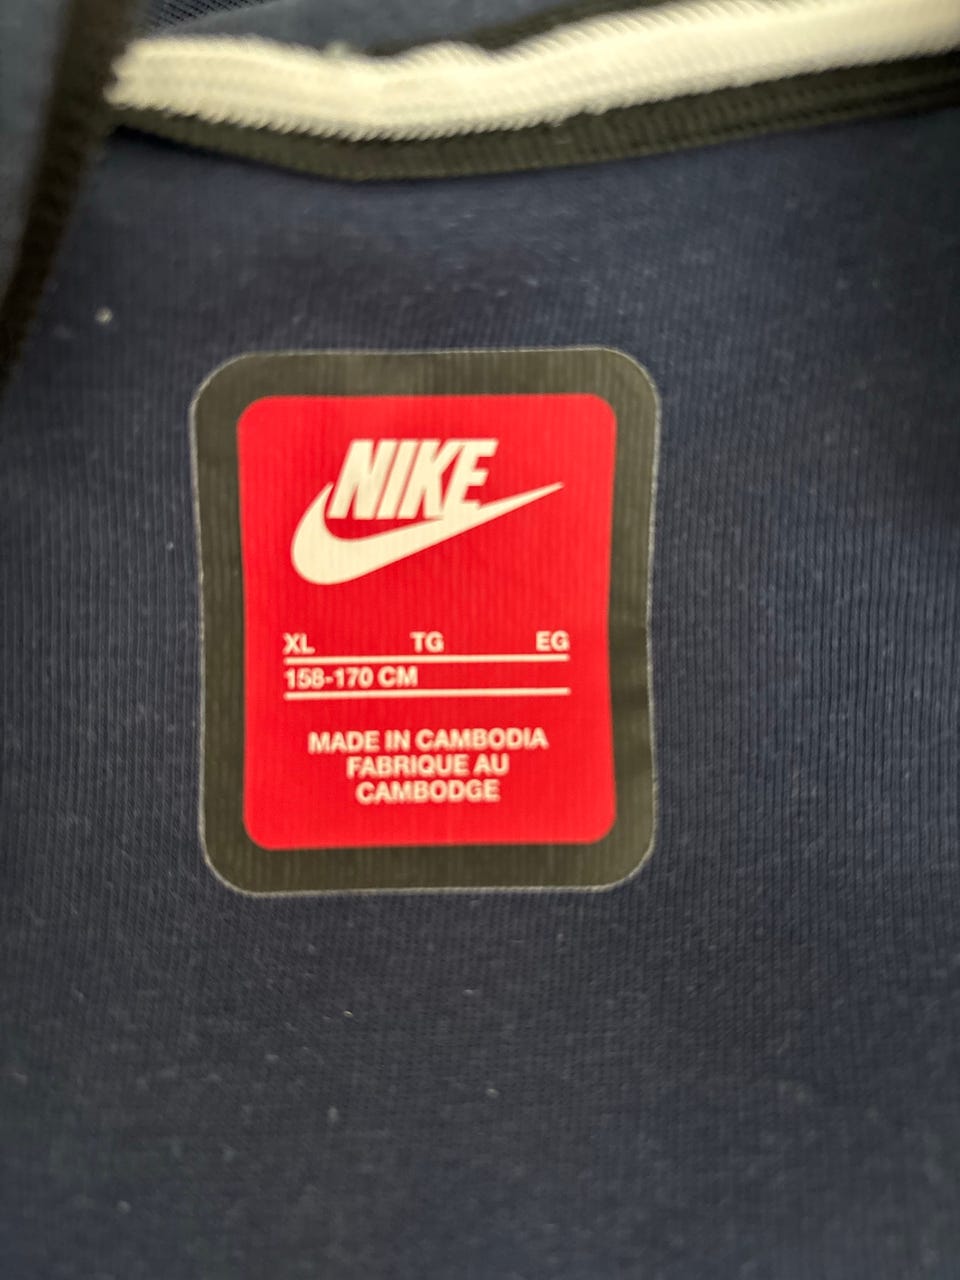 NIKE
XL TG EG
158-170 CM
MADE IN CAMBODIA
FABRIQUE AU
CAMBODGE